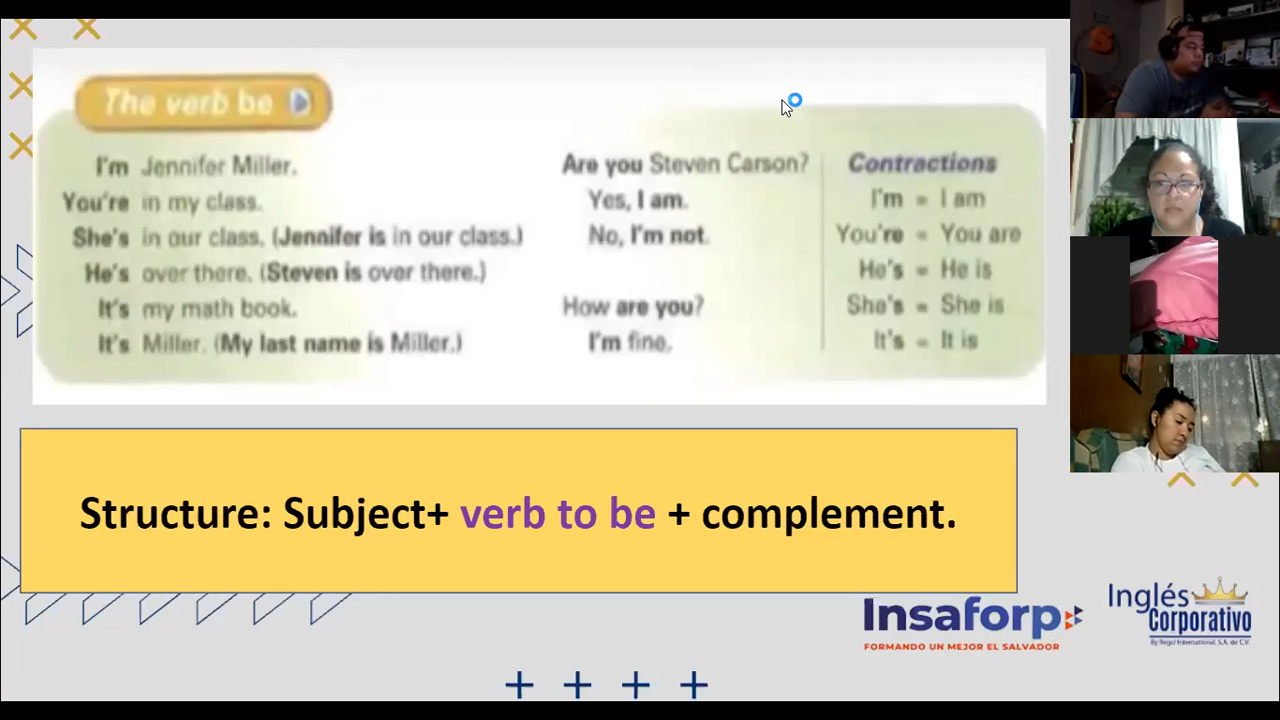 The verb be
I'm Jennifer Miller.
You're in my class.
She's in our class. (Jennifer is in our class.)
He's over there. (Steven is over there.)
It's my math book.
It's Miller. (My last name is Miller.)
Are you Steven Carson?
Yes, I am.
No, I'm not.
How are you?
I'm fine.
Contractions
I'm = I am
You're = You are
He's = He is
She's = She is
It's = It is
Structure: Subject+ verb to be + complement.
Insaforp
FORMANDO UN MEJOR EL SALVADOR
Inglés
Corporativo
By Regal International, S.A. de C.V.